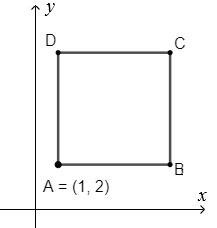 y
D
C
B
A = (1, 2)
x